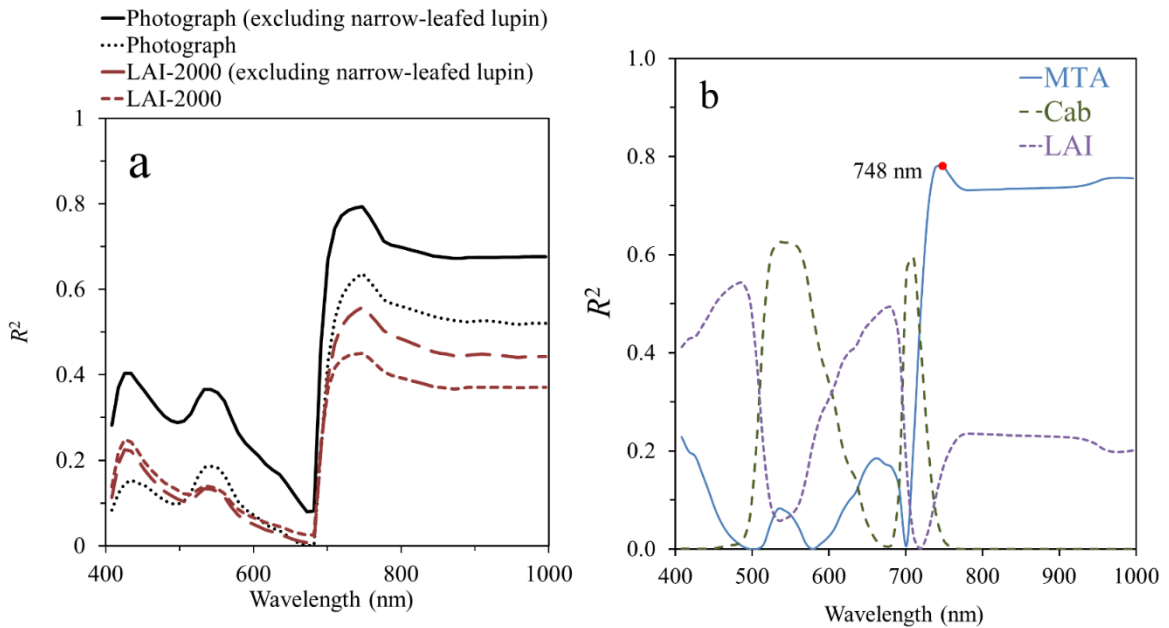 Photograph (excluding narrow-leafed lupin)
Photograph
LAI-2000 (excluding narrow-leafed lupin)
LAI-2000
a
1
0.8
0.6
0.4
0.2
0
R²
400 600 800 1000
Wavelength (nm)
b
MTA
Cab
LAI
748 nm
1.0
0.8
0.6
0.4
0.2
0.0
R²
400 500 600 700 800 900 1000
Wavelength (nm)